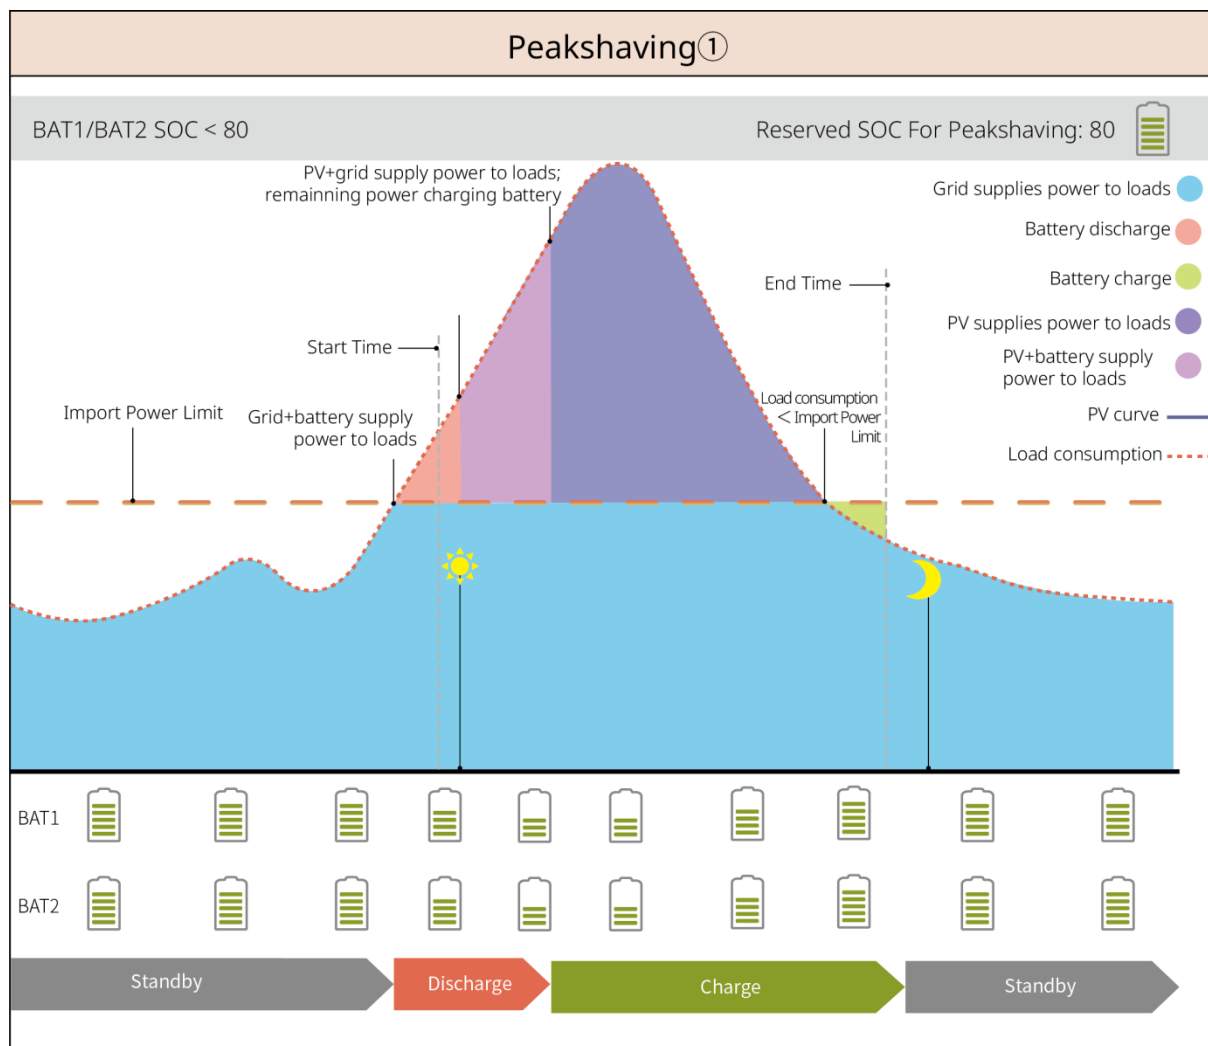 Peakshaving①
BAT1/BAT2 SOC < 80
Reserved SOC For Peakshaving: 80
PV+grid supply power to loads;
remainning power charging battery
Grid supplies power to loads
Battery discharge
Battery charge
PV supplies power to loads
PV+battery supply
power to loads
PV curve
Load consumption
End Time
Start Time
Import Power Limit
Grid+battery supply
power to loads
Load consumption
< Import Power
Limit
BAT1
BAT2
Standby
Discharge
Charge
Standby